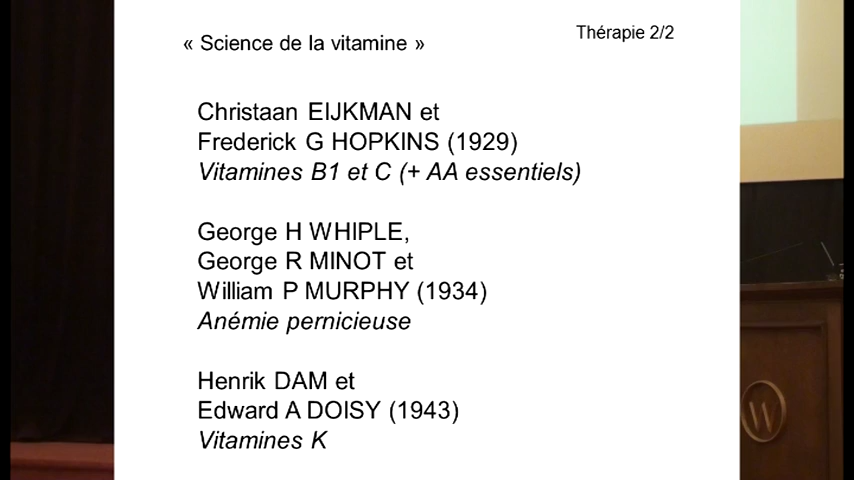 « Science de la vitamine »
Thérapie 2/2
Christaan EIJKMAN et
Frederick G HOPKINS (1929)
Vitamines B1 et C (+ AA essentiels)
George H WHIPLE,
George R MINOT et
William P MURPHY (1934)
Anémie pernicieuse
Henrik DAM et
Edward A DOISY (1943)
Vitamines K
W